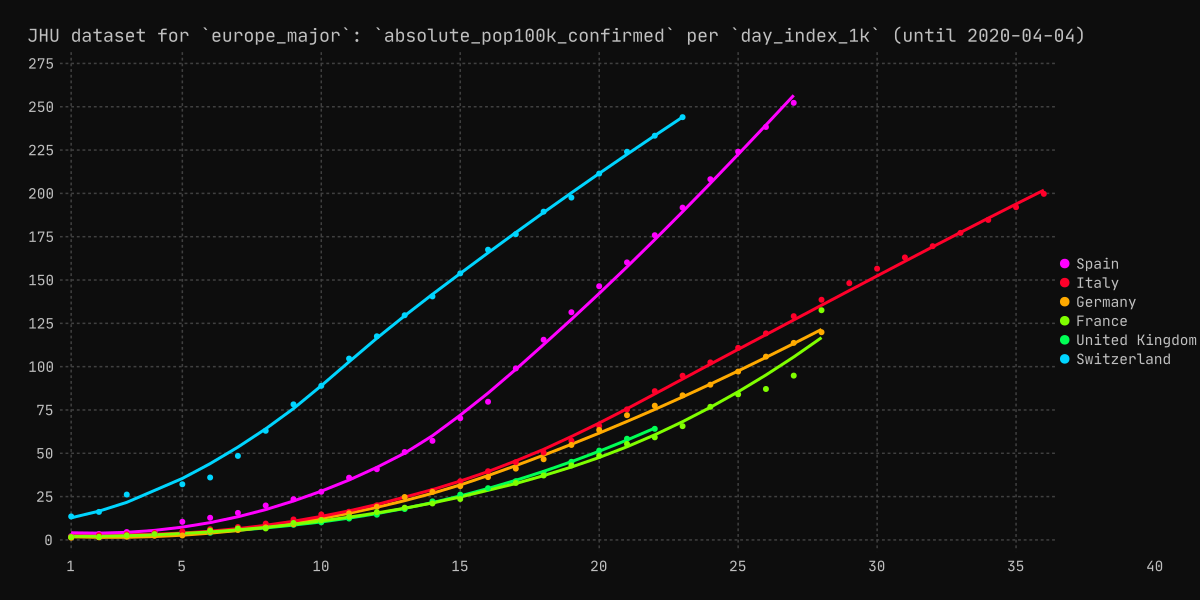 JHU dataset for `europe_major`: `absolute_pop100k_confirmed` per `day_index_1k` (until 2020-04-04)
275
250
225
200
175
150
125
100
75
50
25
0
1 5 10 15 20 25 30 35 40
Spain
Italy
Germany
France
United Kingdom
Switzerland